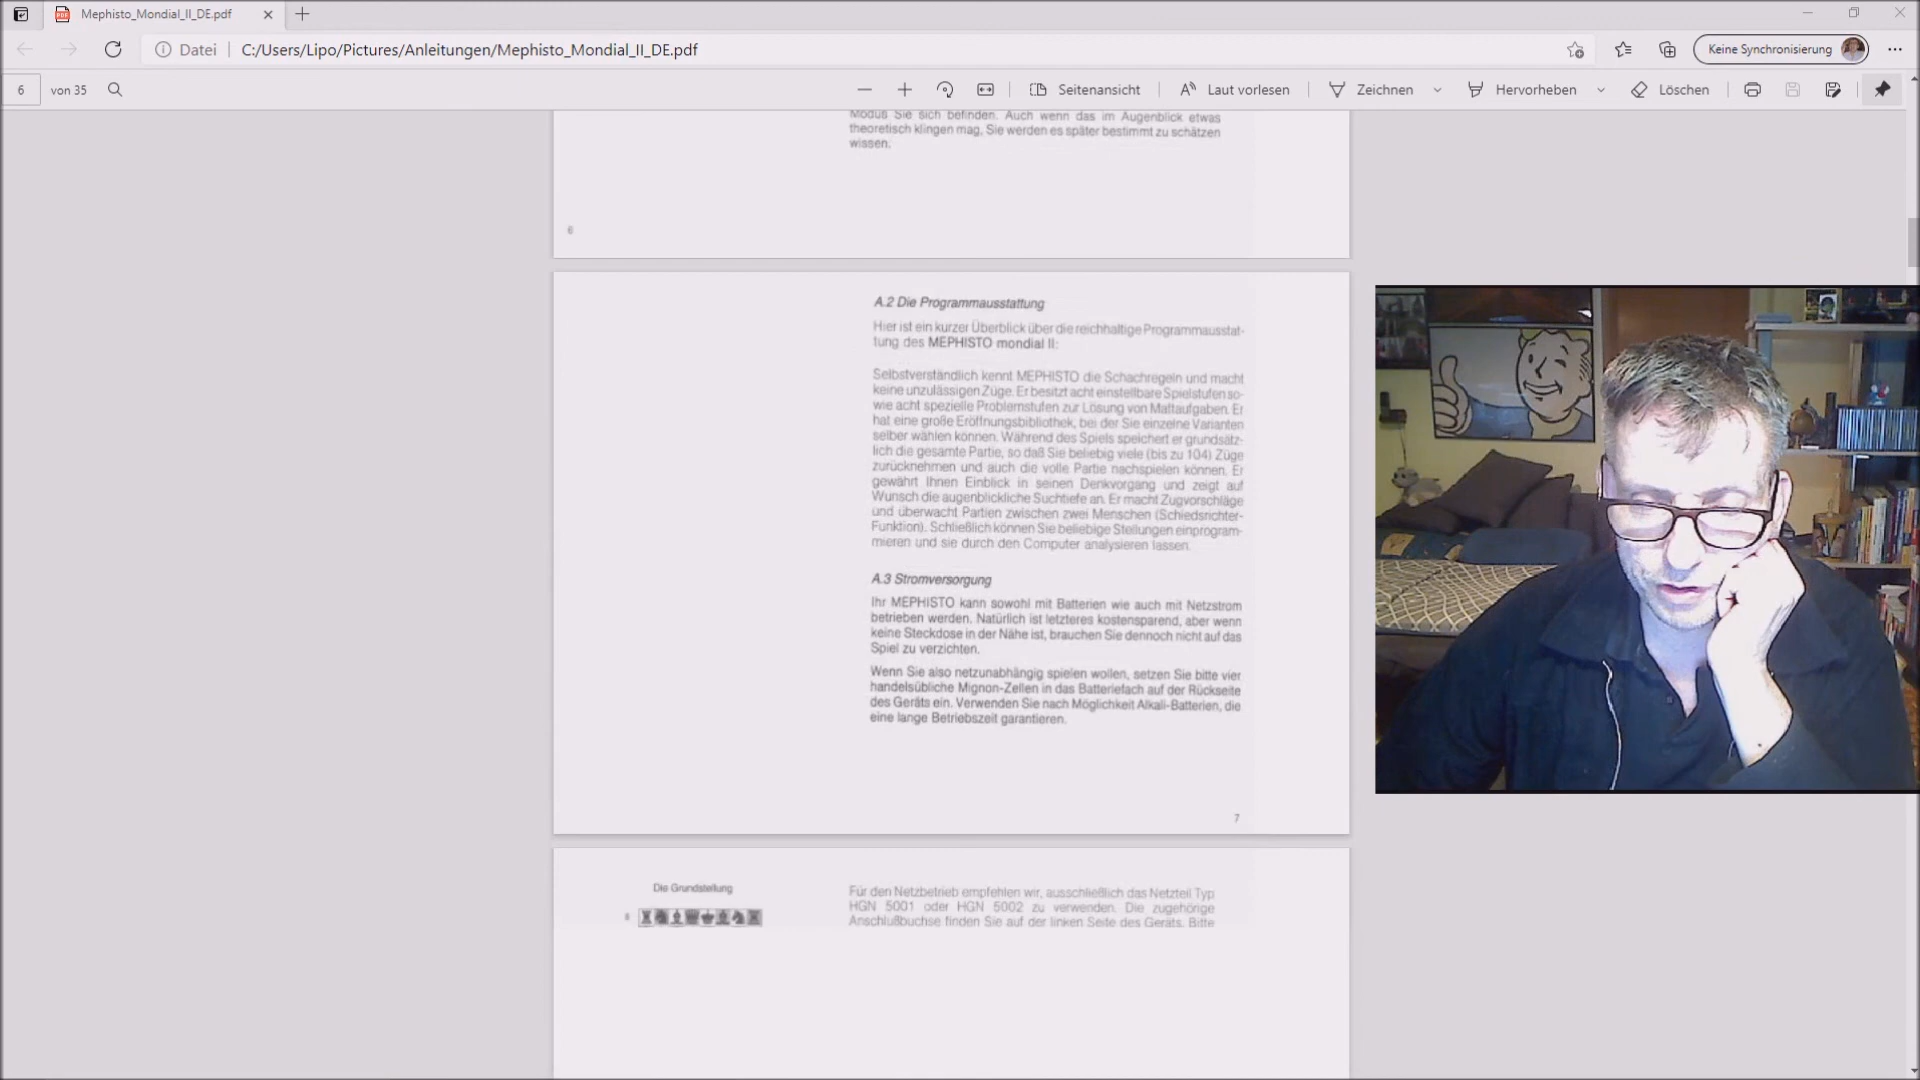 Mephisto_Mondial_II_DE.pdf
Datei
C:/Users/Lipo/Pictures/Anleitungen/Mephisto_Mondial_II_DE.pdf
Keine Synchronisierung
6 von 35
Seitenansicht
Laut vorlesen
Zeichnen
Hervorheben
Löschen
Modus Sie sich befinden. Auch wenn das im Augenblick etwas
theoretisch klingen mag, Sie werden es später bestimmt zu schätzen
wissen.
6
A.2 Die Programmausstattung
Hier ist ein kurzer Überblick über die reichhaltige Programmausstat-
tung des MEPHISTO mondial II:
Selbstverständlich kennt MEPHISTO die Schachregeln und macht
keine unzulässigen Züge. Er besitzt acht einstellbare Spielstufen so-
wie acht spezielle Problemstufen zur Lösung von Mattaufgaben. Er
hat eine große Eröffnungsbibliothek, bei der Sie einzelne Varianten
selber wählen können. Während des Spiels speichert er grundsätz-
lich die gesamte Partie, so daß Sie beliebig viele (bis zu 104) Züge
zurücknehmen und auch die volle Partie nachspielen können. Er
gewährt Ihnen Einblick in seinen Denkvorgang und zeigt auf
Wunsch die augenblickliche Suchtiefe an. Er macht Zugvorschläge
und überwacht Partien zwischen zwei Menschen (Schiedsrichter-
Funktion). Schließlich können Sie beliebige Stellungen einprogram-
mieren und sie durch den Computer analysieren lassen.
A.3 Stromversorgung
Ihr MEPHISTO kann sowohl mit Batterien wie auch mit Netzstrom
betrieben werden. Natürlich ist letzteres kostensparend, aber wenn
keine Steckdose in der Nähe ist, brauchen Sie dennoch nicht auf das
Spiel zu verzichten.
Wenn Sie also netzunabhängig spielen wollen, setzen Sie bitte vier
handelsübliche Mignon-Zellen in das Batteriefach auf der Rückseite
des Geräts ein. Verwenden Sie nach Möglichkeit Alkali-Batterien, die
eine lange Betriebszeit garantieren.
7
Die Grundstellung
8
Für den Netzbetrieb empfehlen wir, ausschließlich das Netzteil Typ
HGN 5001 oder HGN 5002 zu verwenden. Die zugehörige
Anschlußbuchse finden Sie auf der linken Seite des Geräts. Bitte